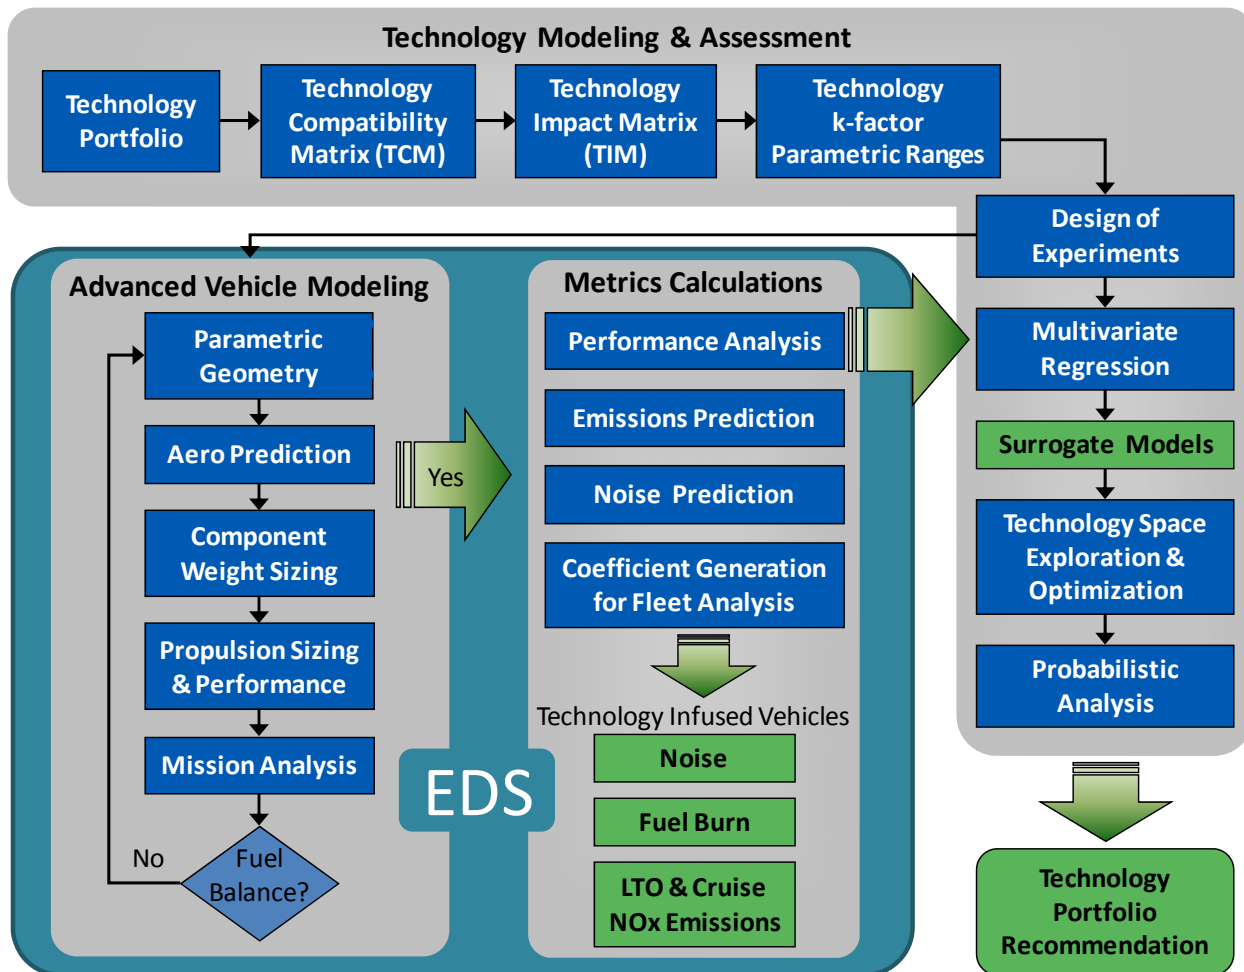 Technology Modeling & Assessment
Technology
Portfolio
Technology
Compatibility
Matrix (TCM)
Technology
Impact Matrix
(TIM)
Technology
k-factor
Parametric Ranges
Design of
Experiments
Multivariate
Regression
Surrogate Models
Technology Space
Exploration &
Optimization
Probabilistic
Analysis
Technology
Portfolio
Recommendation
Advanced Vehicle Modeling
Parametric
Geometry
Aero Prediction
Component
Weight Sizing
Propulsion Sizing
& Performance
Mission Analysis
Fuel
Balance?
No
Yes
EDS
Metrics Calculations
Performance Analysis
Emissions Prediction
Noise Prediction
Coefficient Generation
for Fleet Analysis
Technology Infused Vehicles
Noise
Fuel Burn
LTO & Cruise
NOx Emissions